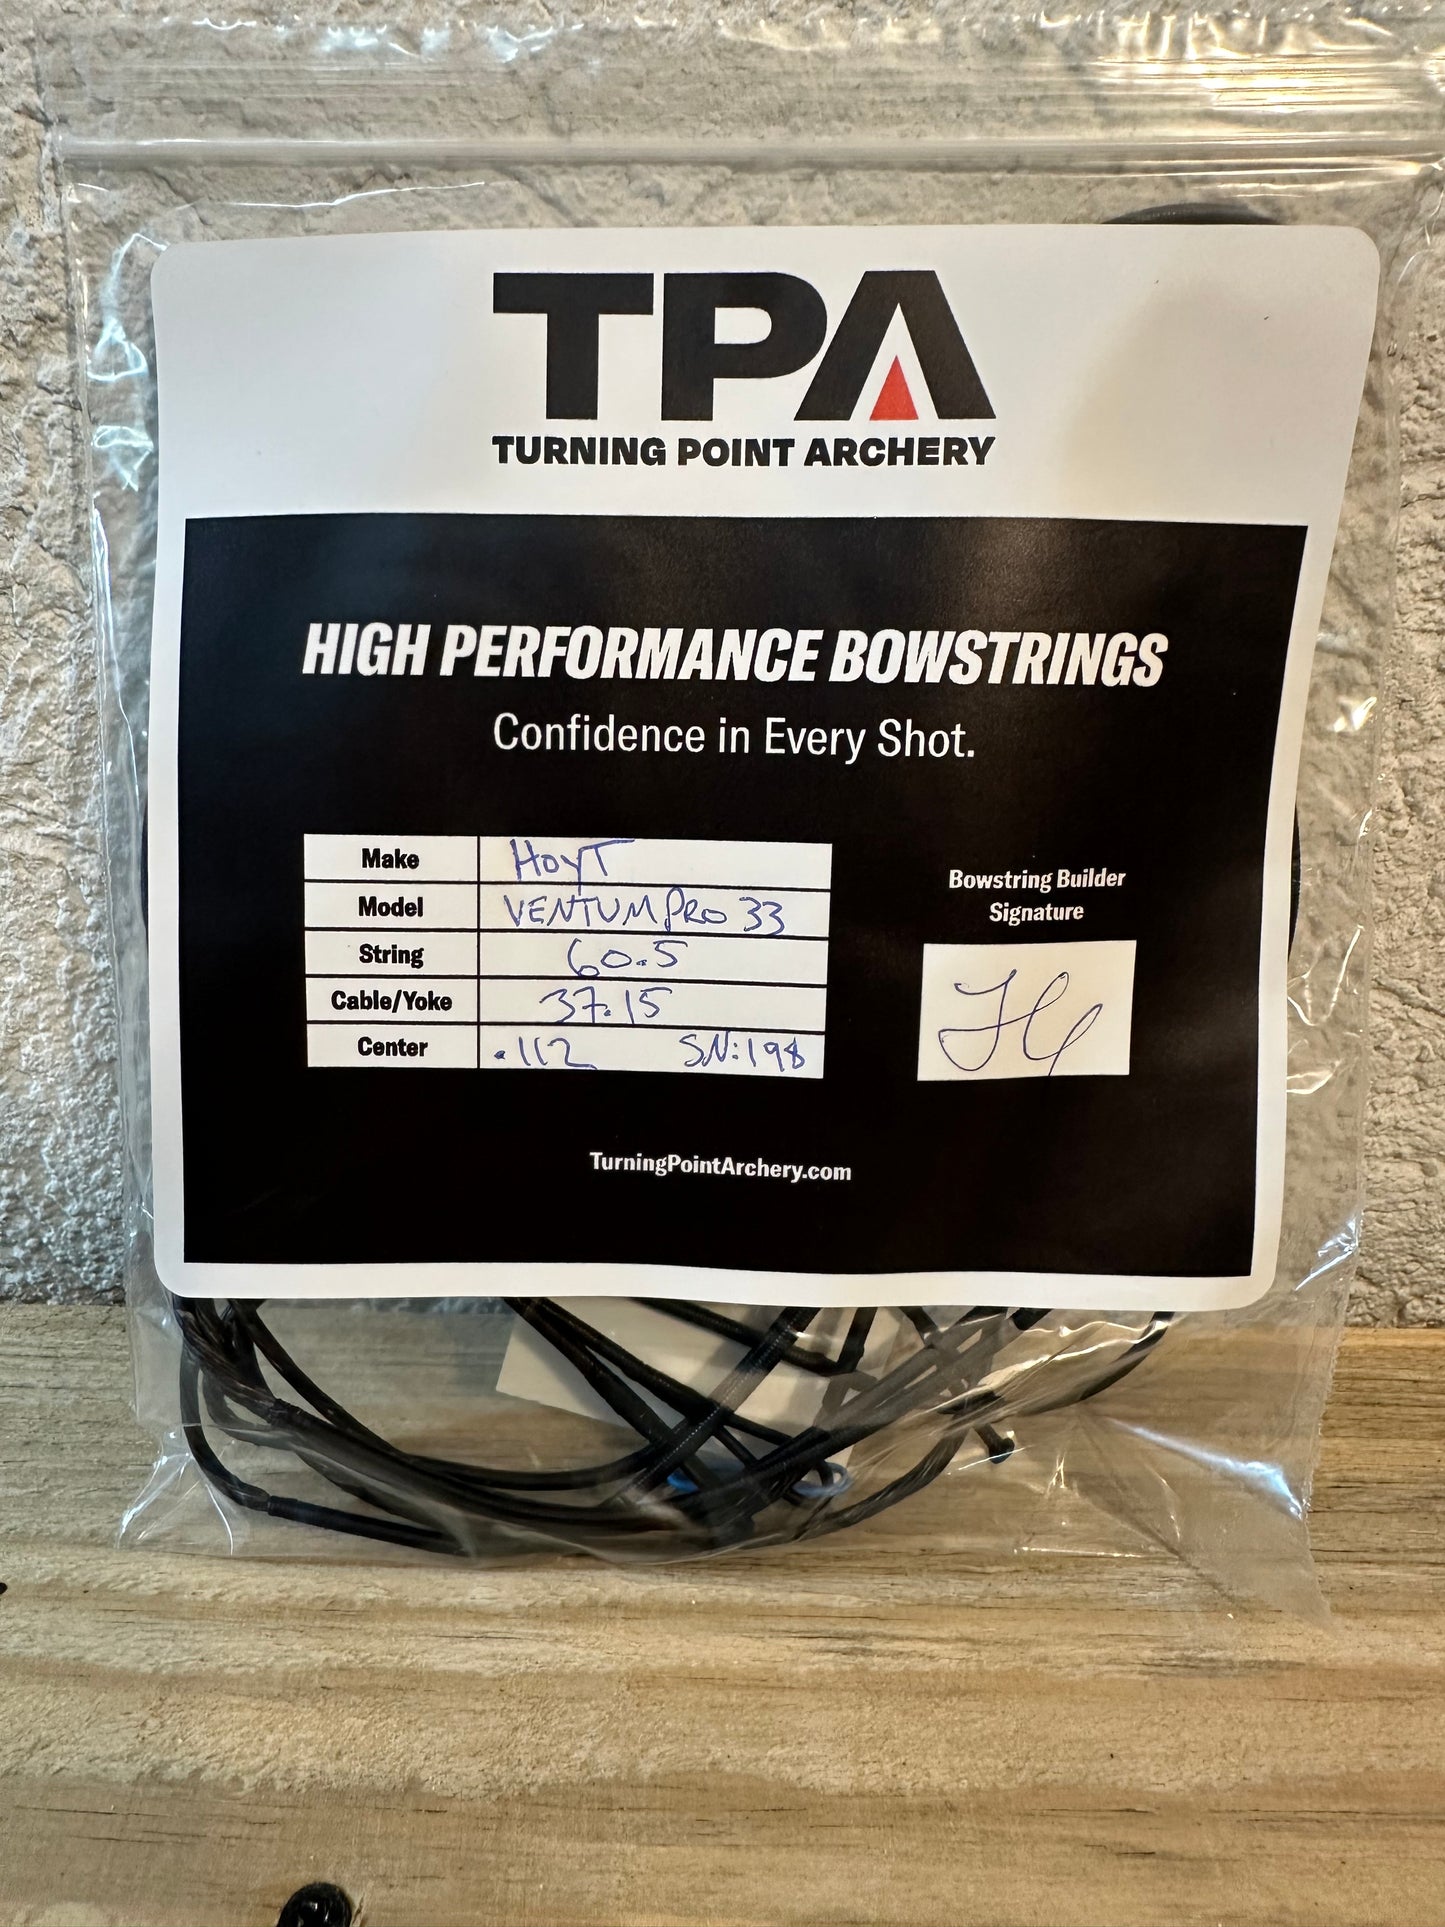 TPA
TURNING POINT ARCHERY
HIGH PERFORMANCE BOWSTRINGS
Confidence in Every Shot.
Make HOYT
Model VENTUM PRO 33
String 60.5
Cable/Yoke 37.15
Center .112 SN:198
Bowstring Builder
Signature
TurningPointArchery.com